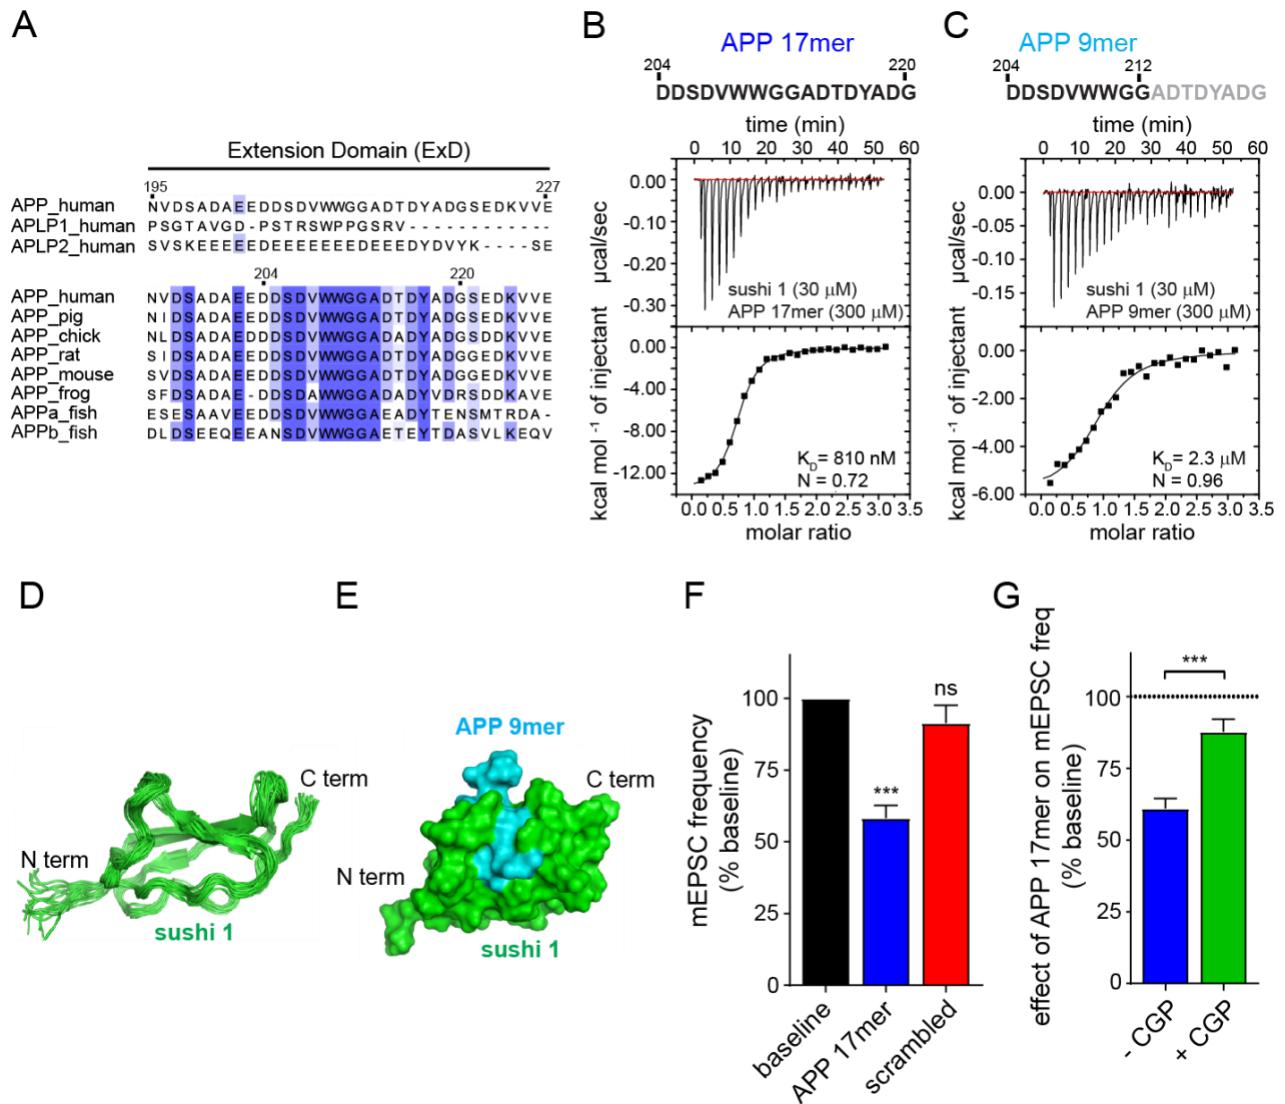 A
Extension Domain (ExD)
195 227
APP_human NVDSADAEEDDSDVWWGGADTDYADGSEDKVVE
APLP1_human PSGTAVGD-PSTRSWPPGSRV------------
APLP2_human SVSKEEEEEDEEEEEEEDEEEDYDVYK----SE
204 220
APP_human NVDSADAEEDDSDVWWGGADTDYADGSEDKVVE
APP_pig NIDSADAEEDDSDVWWGGADTDYADGSEDKVVE
APP_chick NLDSADAEDDDSDVWWGGADADYADGSDDKVVE
APP_rat SIDSADAEEDDSDVWWGGADTDYADGGEDKVVE
APP_mouse SVDSADAEEDDSDVWWGGADTDYADGGEDKVVE
APP_frog SFDSADAE-DDSDAWWGGADADYVDRSDDKAVE
APPa_fish ESESAAVEEDDSDVWWGGAEADYTENSMTRDA-
APPb_fish DLDSEEQEEANSDVWWGGAETEYTDASVLKEQV
B
APP 17mer
204 220
DDSDVWWGGADTDYADG
time (min)
0 10 20 30 40 50 60
0.00
-0.10
-0.20
-0.30
µcal/sec
sushi 1 (30 µM)
APP 17mer (300 µM)
0.00
-4.00
-8.00
-12.00
kcal mol -1 of injectant
KD= 810 nM
N = 0.72
0.0 0.5 1.0 1.5 2.0 2.5 3.0 3.5
molar ratio
C
APP 9mer
204 212
DDSDVWWGGADTDYADG
time (min)
0 10 20 30 40 50 60
0.00
-0.05
-0.10
-0.15
µcal/sec
sushi 1 (30 µM)
APP 9mer (300 µM)
0.00
-2.00
-4.00
-6.00
kcal mol -1 of injectant
KD= 2.3 µM
N = 0.96
0.0 0.5 1.0 1.5 2.0 2.5 3.0 3.5
molar ratio
D
C term
N term
sushi 1
E
APP 9mer
C term
N term
sushi 1
F
mEPSC frequency
(% baseline)
100
75
50
25
0
***
ns
baseline
APP 17mer
scrambled
G
effect of APP 17mer on mEPSC freq
(% baseline)
***
100
75
50
25
0
- CGP
+ CGP